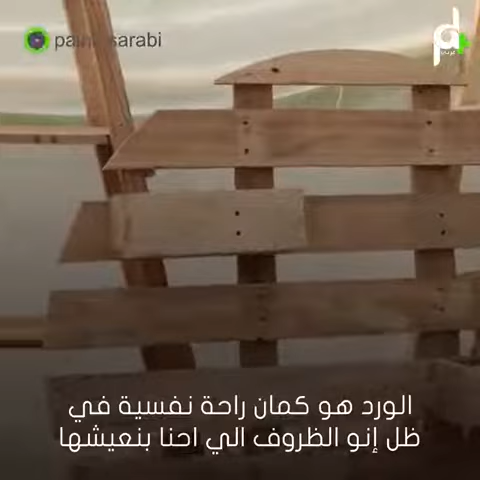 الورد هو كمان راحة نفسية في
ظل إنو الظروف الي احنا بنعيشها